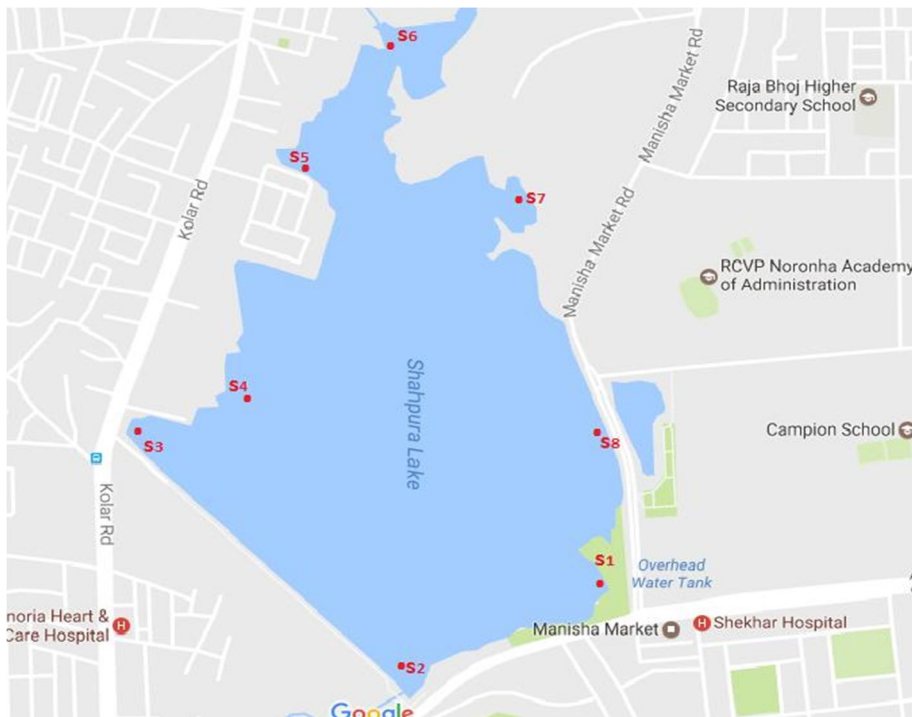 S6
Raja Bhoj Higher
Secondary School
Manisha Market Rd
S5
S7
Kolar Rd
Manisha Market Rd
RCVP Noronha Academy
of Administration
Shahpura Lake
S4
S3
S8
Campion School
Kolar Rd
S1
Overhead
Water Tank
noria Heart &
Care Hospital
H
Manisha Market
H
Shekhar Hospital
S2
Google